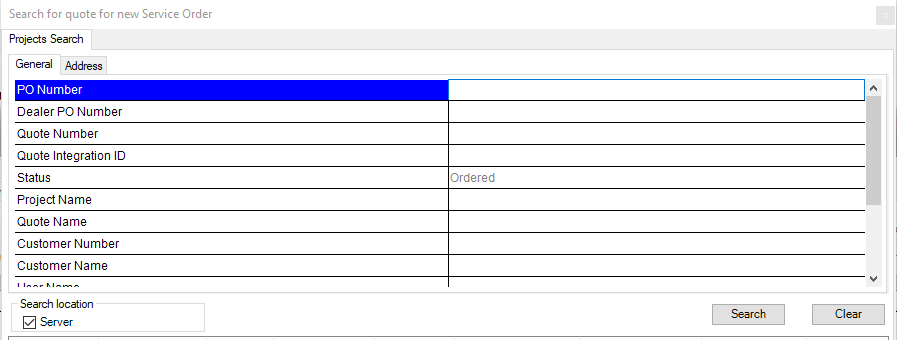 Search for quote for new Service Order
Projects Search
General Address
PO Number
Dealer PO Number
Quote Number
Quote Integration ID
Status Ordered
Project Name
Quote Name
Customer Number
Customer Name
User Name
Search location
Server
Search Clear